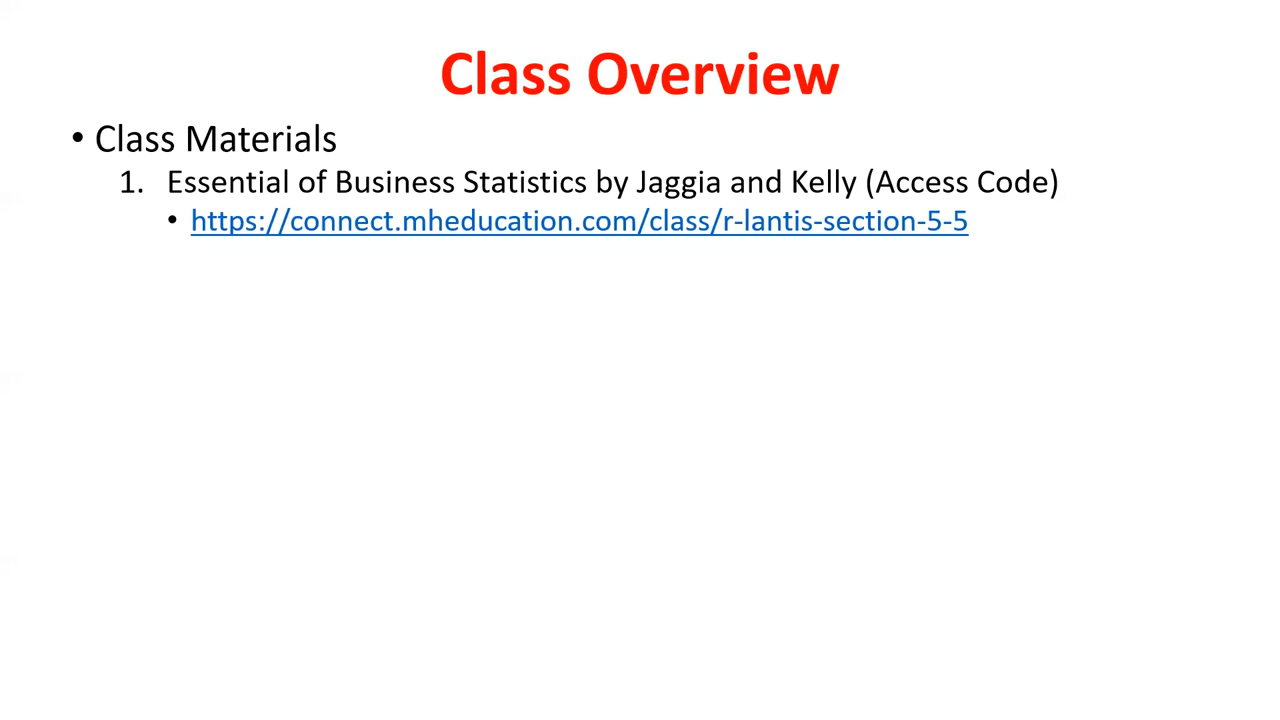 Class Overview
• Class Materials
1. Essential of Business Statistics by Jaggia and Kelly (Access Code)
• https://connect.mheducation.com/class/r-lantis-section-5-5